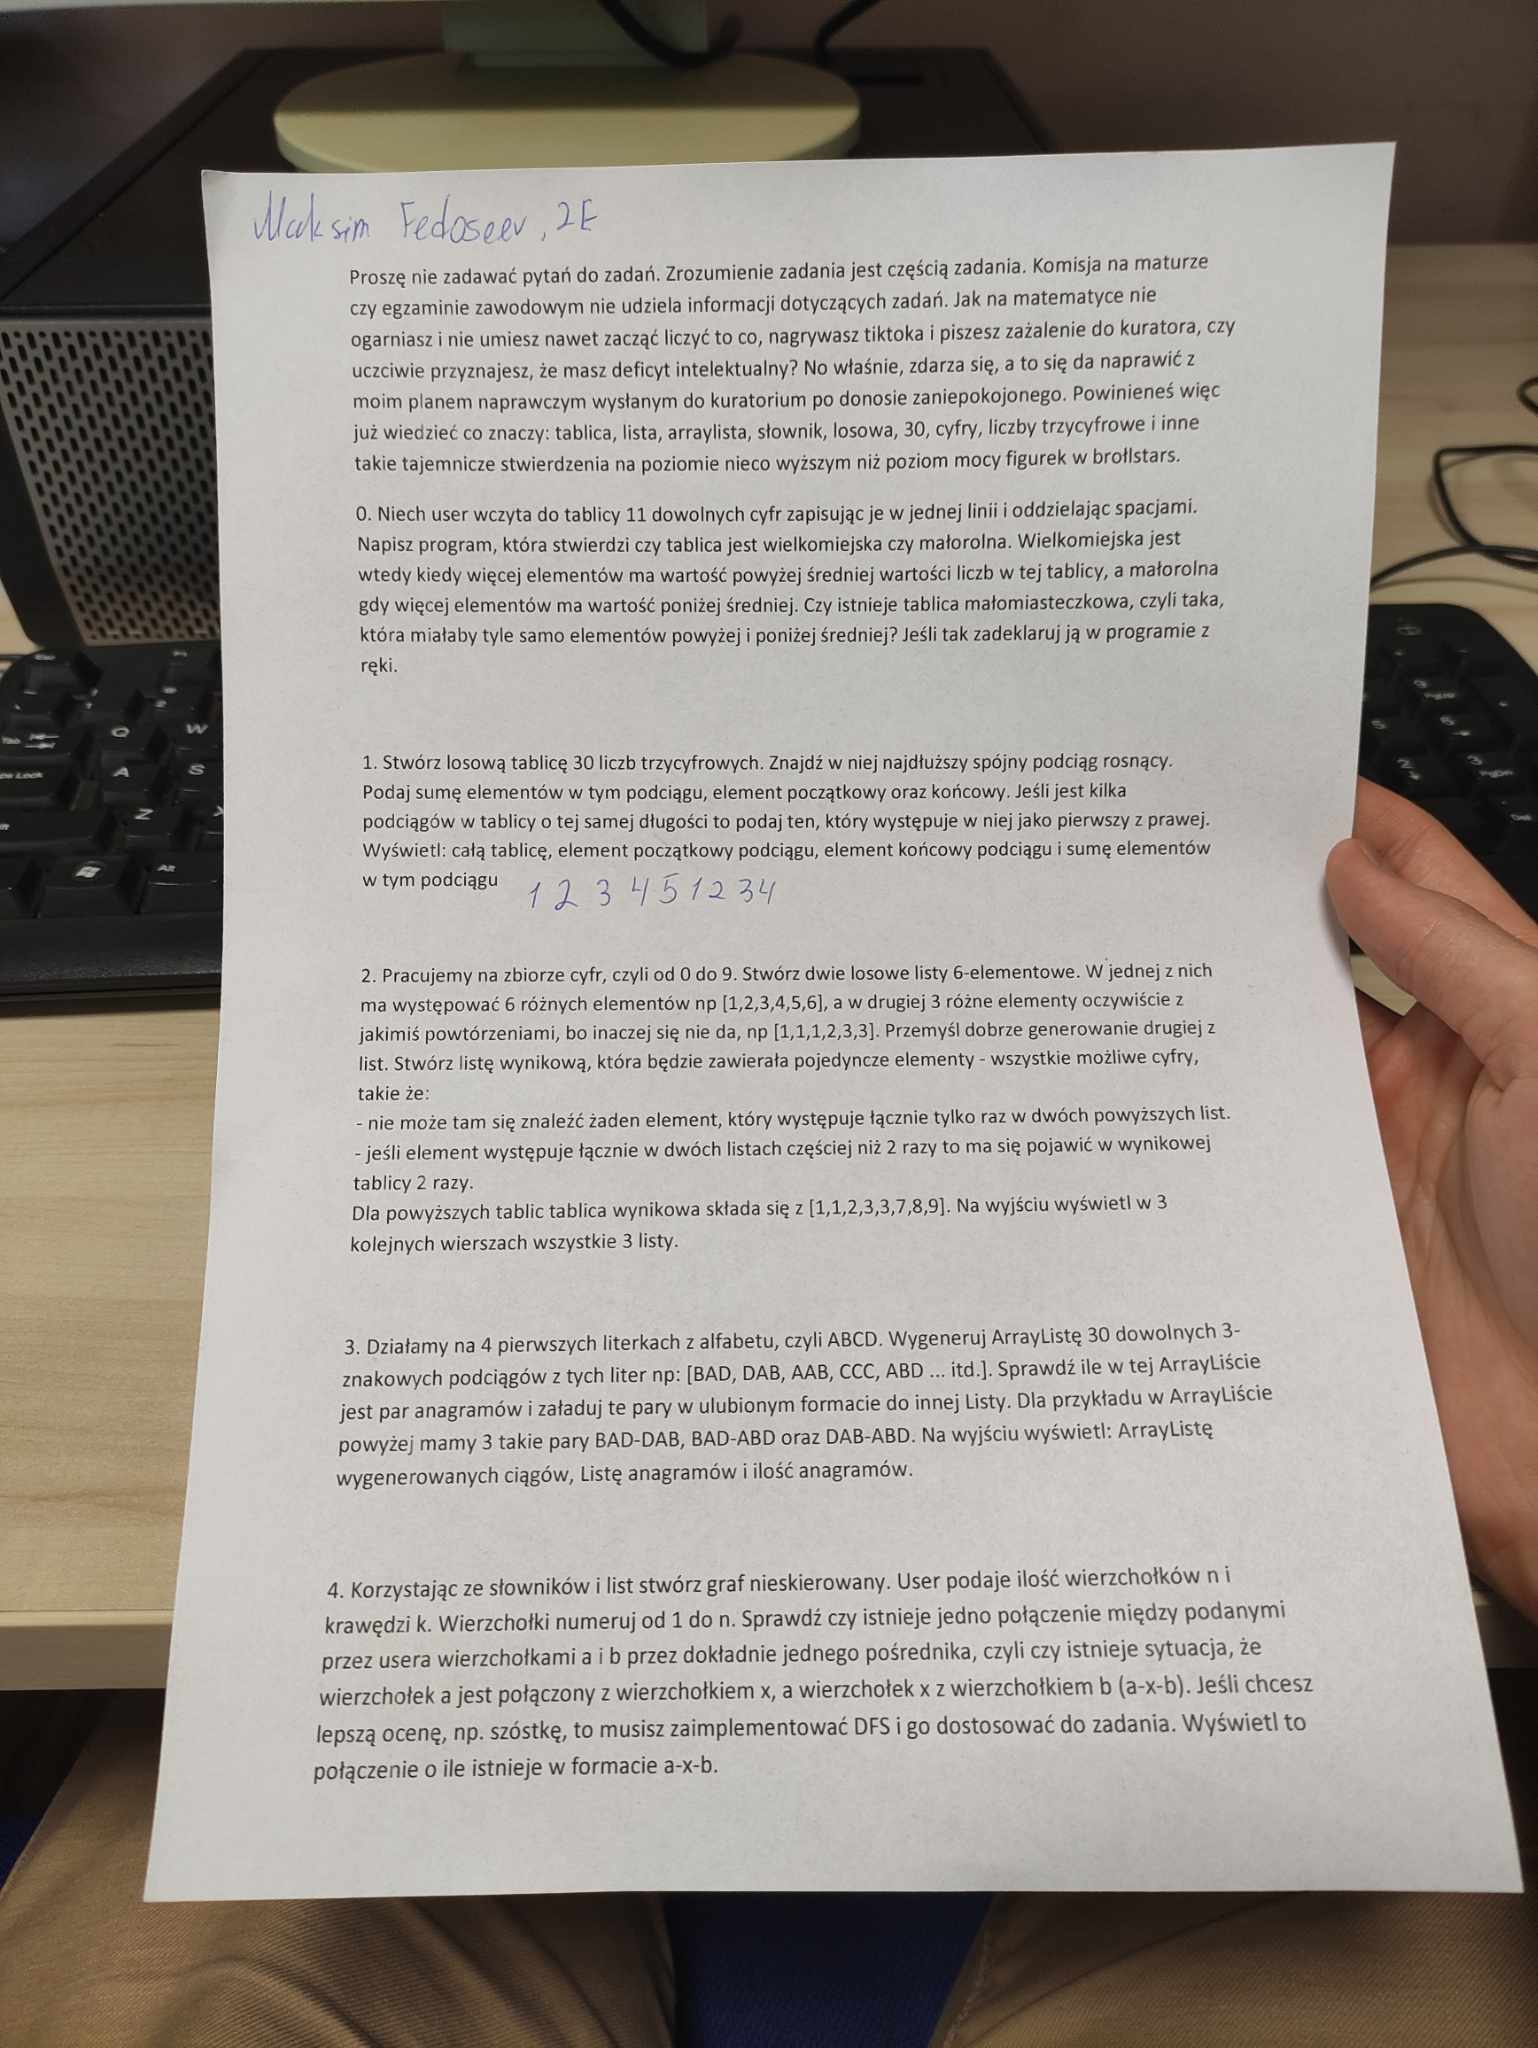 Maksim Fedoseev, 2E
Proszę nie zadawać pytań do zadań. Zrozumienie zadania jest częścią zadania. Komisja na maturze
czy egzaminie zawodowym nie udziela informacji dotyczących zadań. Jak na matematyce nie
ogarniasz i nie umiesz nawet zacząć liczyć to co, nagrywasz tiktoka i piszesz zażalenie do kuratora, czy
uczciwie przyznajesz, że masz deficyt intelektualny? No właśnie, zdarza się, a to się da naprawić z
moim planem naprawczym wysłanym do kuratorium po donosie zaniepokojonego. Powinieneś więc
już wiedzieć co znaczy: tablica, lista, arraylista, słownik, losowa, 30, cyfry, liczby trzycyfrowe i inne
takie tajemnicze stwierdzenia na poziomie nieco wyższym niż poziom mocy figurek w brołlstars.
0. Niech user wczyta do tablicy 11 dowolnych cyfr zapisując je w jednej linii i oddzielając spacjami.
Napisz program, która stwierdzi czy tablica jest wielkomiejska czy małorolna. Wielkomiejska jest
wtedy kiedy więcej elementów ma wartość powyżej średniej wartości liczb w tej tablicy, a małorolna
gdy więcej elementów ma wartość poniżej średniej. Czy istnieje tablica małomiasteczkowa, czyli taka,
która miałaby tyle samo elementów powyżej i poniżej średniej? Jeśli tak zadeklaruj ją w programie z
ręki.
1. Stwórz losową tablicę 30 liczb trzycyfrowych. Znajdź w niej najdłuższy spójny podciąg rosnący.
Podaj sumę elementów w tym podciągu, element początkowy oraz końcowy. Jeśli jest kilka
podciągów w tablicy o tej samej długości to podaj ten, który występuje w niej jako pierwszy z prawej.
Wyświetl: całą tablicę, element początkowy podciągu, element końcowy podciągu i sumę elementów
w tym podciągu
1 2 3 4 5 1 2 3 4
2. Pracujemy na zbiorze cyfr, czyli od 0 do 9. Stwórz dwie losowe listy 6-elementowe. W jednej z nich
ma występować 6 różnych elementów np [1,2,3,4,5,6], a w drugiej 3 różne elementy oczywiście z
jakimiś powtórzeniami, bo inaczej się nie da, np [1,1,1,2,3,3]. Przemyśl dobrze generowanie drugiej z
list. Stwórz listę wynikową, która będzie zawierała pojedyncze elementy - wszystkie możliwe cyfry,
takie że:
- nie może tam się znaleźć żaden element, który występuje łącznie tylko raz w dwóch powyższych list.
- jeśli element występuje łącznie w dwóch listach częściej niż 2 razy to ma się pojawić w wynikowej
tablicy 2 razy.
Dla powyższych tablic tablica wynikowa składa się z [1,1,2,3,3,7,8,9]. Na wyjściu wyświetl w 3
kolejnych wierszach wszystkie 3 listy.
3. Działamy na 4 pierwszych literkach z alfabetu, czyli ABCD. Wygeneruj ArrayListę 30 dowolnych 3-
znakowych podciągów z tych liter np: [BAD, DAB, AAB, CCC, ABD ... itd.]. Sprawdź ile w tej ArrayLiście
jest par anagramów i załaduj te pary w ulubionym formacie do innej Listy. Dla przykładu w ArrayLiście
powyżej mamy 3 takie pary BAD-DAB, BAD-ABD oraz DAB-ABD. Na wyjściu wyświetl: ArrayListę
wygenerowanych ciągów, Listę anagramów i ilość anagramów.
4. Korzystając ze słowników i list stwórz graf nieskierowany. User podaje ilość wierzchołków n i
krawędzi k. Wierzchołki numeruj od 1 do n. Sprawdź czy istnieje jedno połączenie między podanymi
przez usera wierzchołkami a i b przez dokładnie jednego pośrednika, czyli czy istnieje sytuacja, że
wierzchołek a jest połączony z wierzchołkiem x, a wierzchołek x z wierzchołkiem b (a-x-b). Jeśli chcesz
lepszą ocenę, np. szóstkę, to musisz zaimplementować DFS i go dostosować do zadania. Wyświetl to
połączenie o ile istnieje w formacie a-x-b.